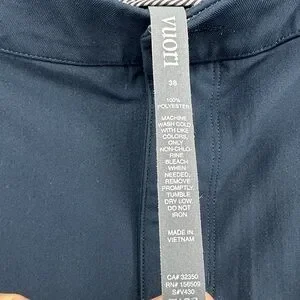 vuori
38
100%
POLYESTER
MACHINE
WASH COLD
WITH LIKE
COLORS,
ONLY
NON-CHLO-
RINE
BLEACH
WHEN
NEEDED,
REMOVE
PROMPTLY
TUMBLE
DRY LOW
DO NOT
IRON
MADE IN
VIETNAM
CA# 32350
RN# 156509
S#V430